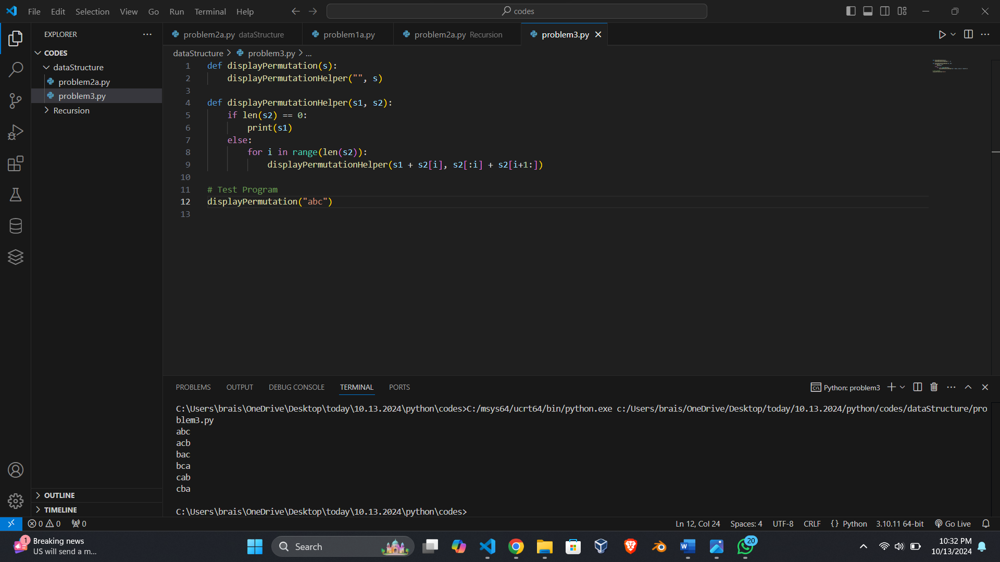 File Edit Selection View Go Run Terminal Help
codes
EXPLORER
CODES
dataStructure
problem2a.py
problem3.py
Recursion
OUTLINE
TIMELINE
problem2a.py dataStructure
problem1a.py
problem2a.py Recursion
problem3.py
dataStructure > problem3.py > ...
1 def displayPermutation(s):
2 displayPermutationHelper("", s)
3
4 def displayPermutationHelper(s1, s2):
5 if len(s2) == 0:
6 print(s1)
7 else:
8 for i in range(len(s2)):
9 displayPermutationHelper(s1 + s2[i], s2[:i] + s2[i+1:])
10
11 # Test Program
12 displayPermutation("abc")
13
PROBLEMS OUTPUT DEBUG CONSOLE TERMINAL PORTS
Python: problem3
C:\Users\brais\OneDrive\Desktop\today\10.13.2024\python\codes>C:/msys64/ucrt64/bin/python.exe c:/Users/brais/OneDrive/Desktop/today/10.13.2024/python/codes/dataStructure/pro
blem3.py
abc
acb
bac
bca
cab
cba
C:\Users\brais\OneDrive\Desktop\today\10.13.2024\python\codes>
0 0 0
Ln 12, Col 24 Spaces: 4 UTF-8 CRLF {} Python 3.10.11 64-bit Go Live
1
Breaking news
US will send a m...
Search
20
10:32 PM
10/13/2024